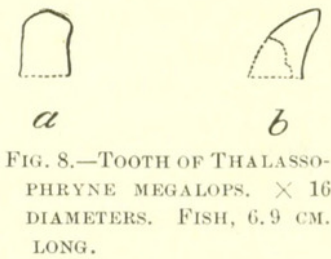 a b
FIG. 8.—TOOTH OF THALASSO-
PHRYNE MEGALOPS. × 16
DIAMETERS. FISH, 6.9 CM.
LONG.